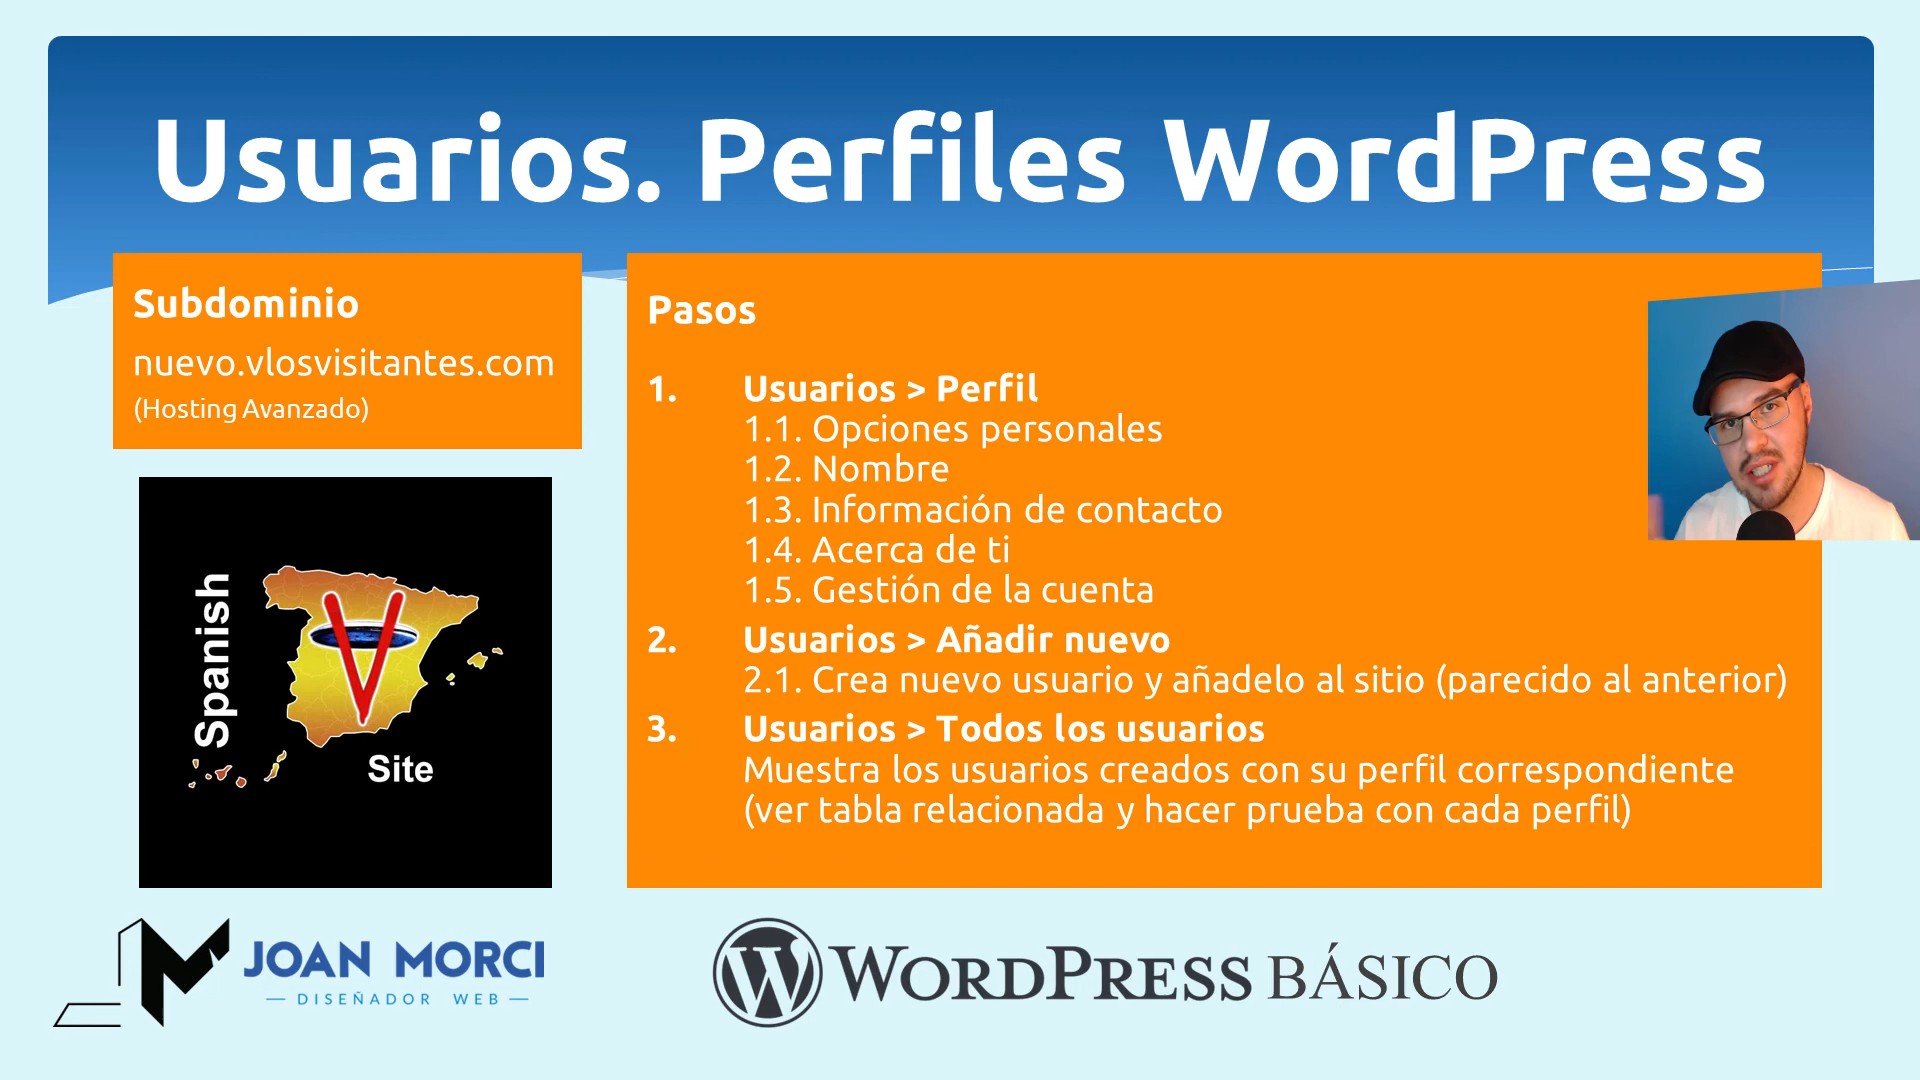 Usuarios. Perfiles WordPress
Subdominio
nuevo.vlosvisitantes.com
(Hosting Avanzado)
Spanish
V
Site
Pasos
1. Usuarios > Perfil
1.1. Opciones personales
1.2. Nombre
1.3. Información de contacto
1.4. Acerca de ti
1.5. Gestión de la cuenta
2. Usuarios > Añadir nuevo
2.1. Crea nuevo usuario y añadelo al sitio (parecido al anterior)
3. Usuarios > Todos los usuarios
Muestra los usuarios creados con su perfil correspondiente
(ver tabla relacionada y hacer prueba con cada perfil)
JOAN MORCI
— DISEÑADOR WEB —
WORDPRESS BÁSICO